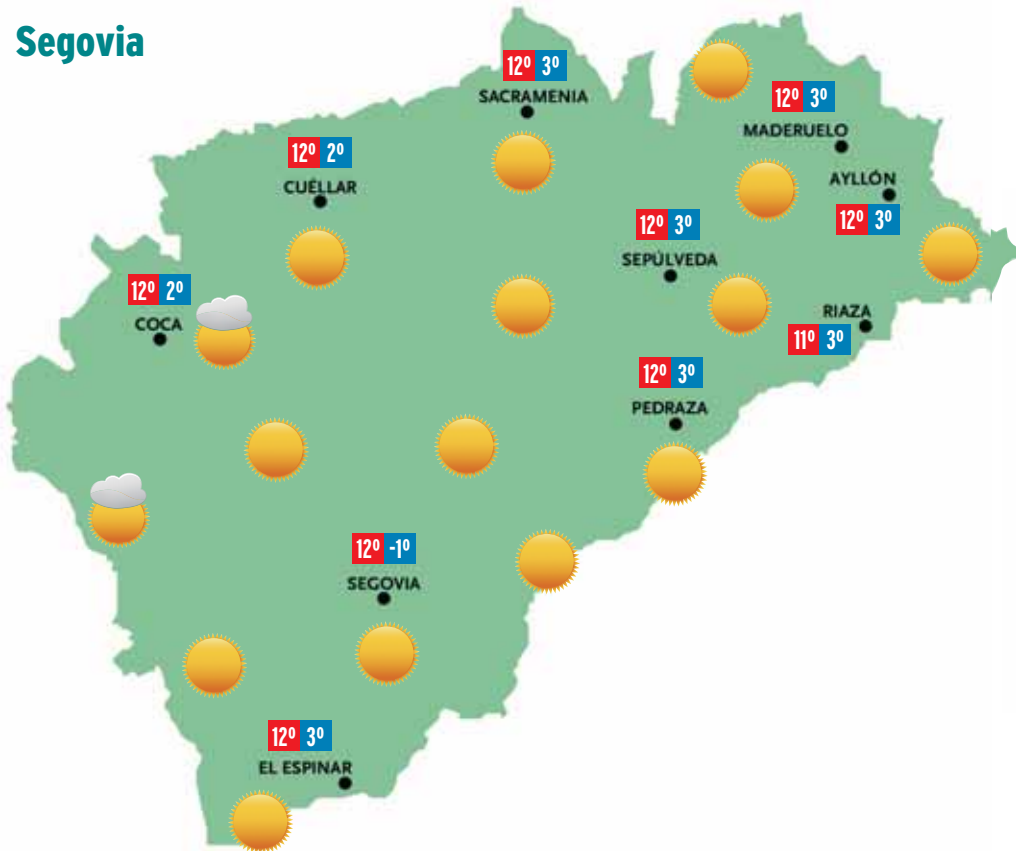 Segovia
12º 3º
SACRAMENIA
12º 3º
MADERUELO
12º 2º
CUÉLLAR
AYLLÓN
12º 3º
12º 3º
SEPÚLVEDA
12º 2º
COCA
RIAZA
11º 3º
12º 3º
PEDRAZA
12º -1º
SEGOVIA
12º 3º
EL ESPINAR